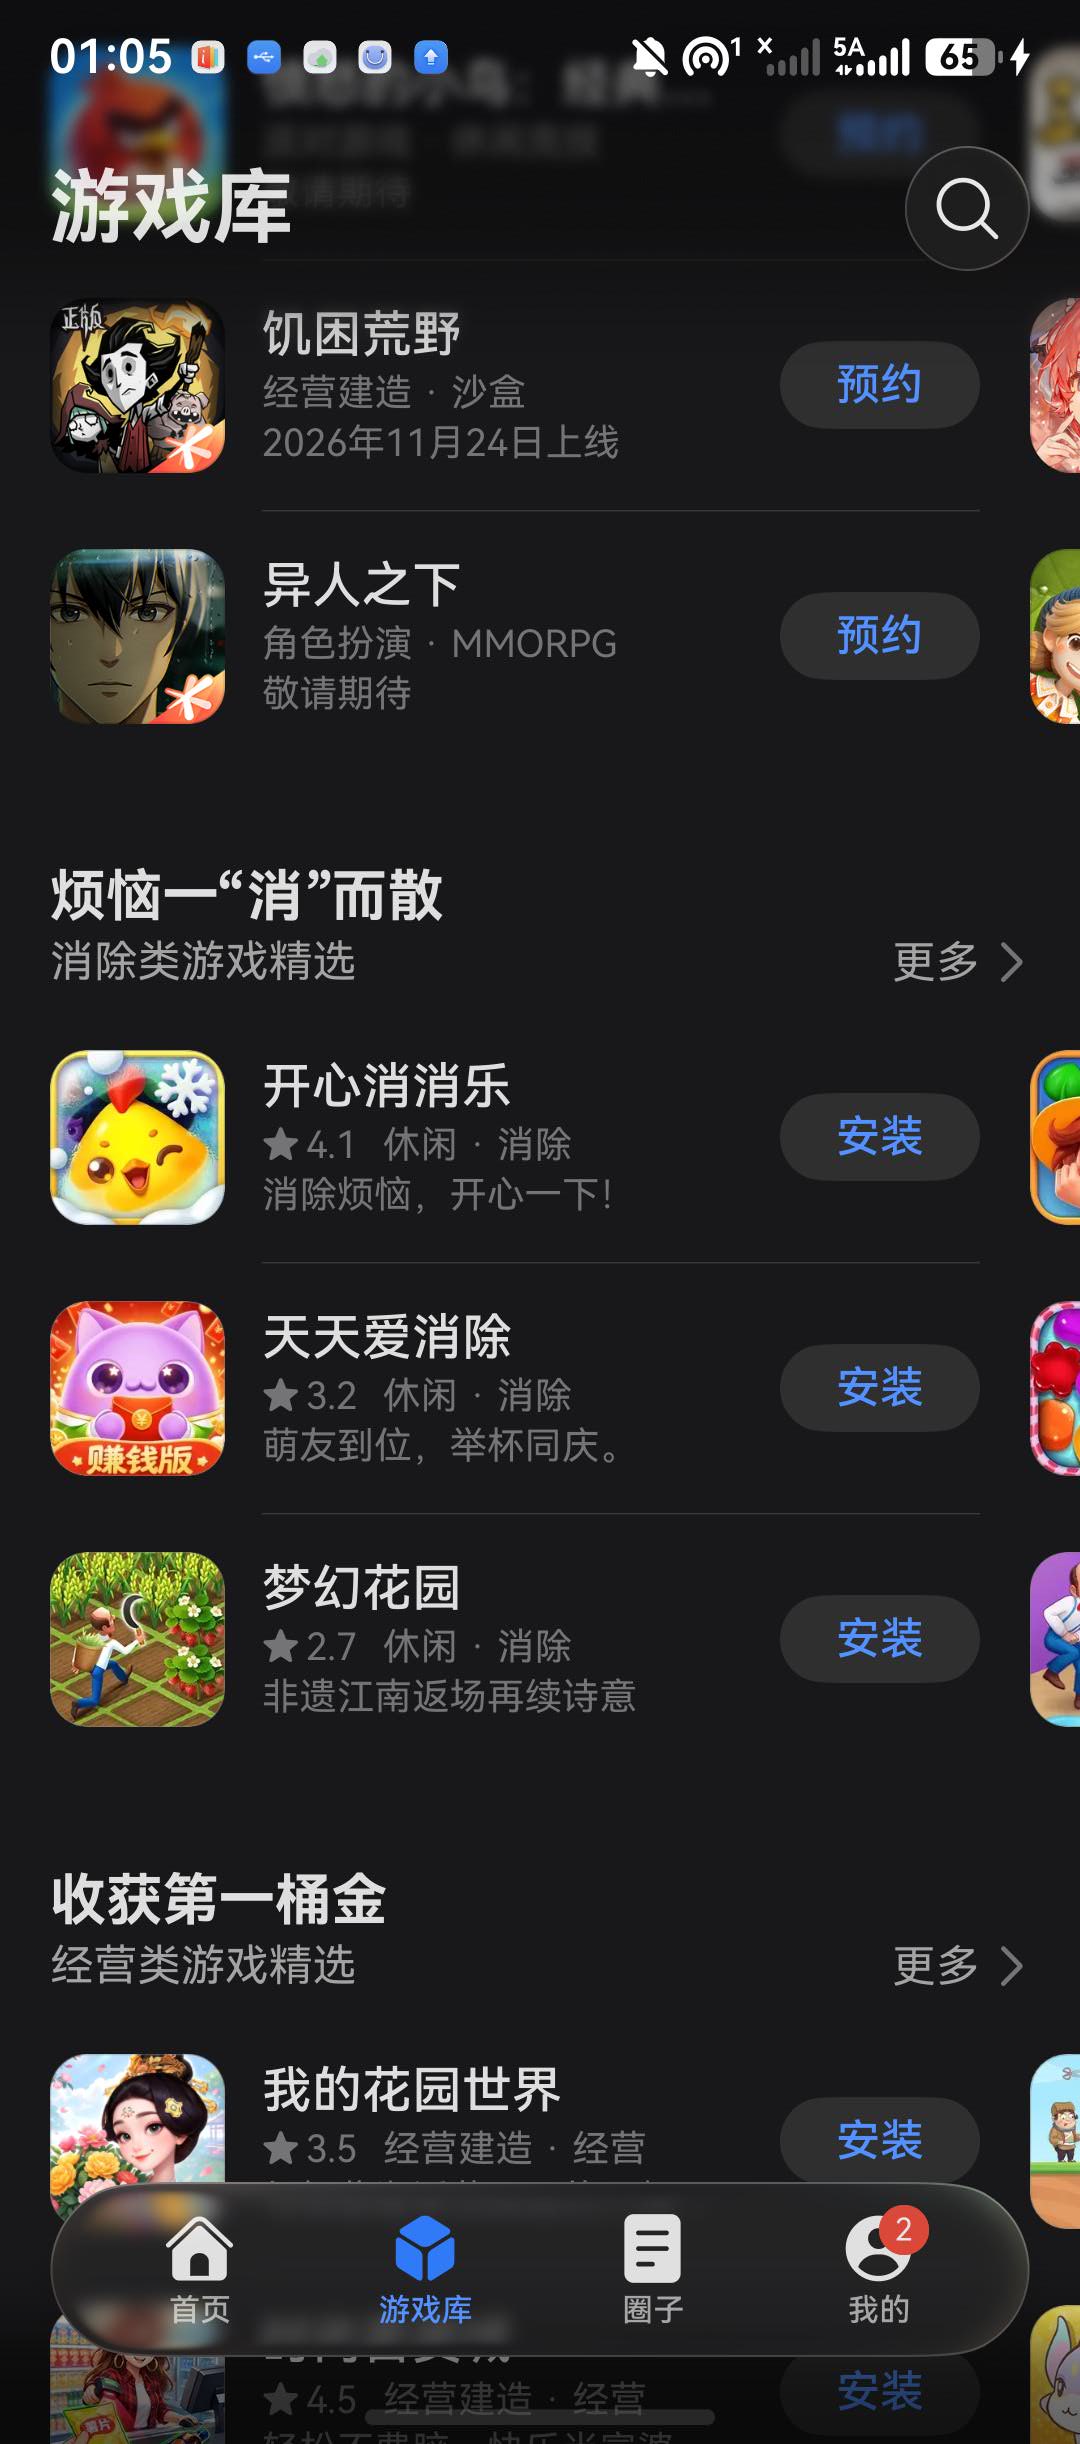 01:05
1
5A
65
游戏库
正版
饥困荒野
经营建造 · 沙盒
2026年11月24日上线
预约
异人之下
角色扮演 · MMORPG
敬请期待
预约
烦恼一“消”而散
消除类游戏精选
更多
开心消消乐
4.1 休闲 · 消除
消除烦恼，开心一下！
安装
天天爱消除
3.2 休闲 · 消除
萌友到位，举杯同庆。
安装
赚钱版
梦幻花园
2.7 休闲 · 消除
非遗江南返场再续诗意
安装
收获第一桶金
经营类游戏精选
更多
我的花园世界
3.5 经营建造 · 经营
安装
首页
游戏库
圈子
我的
2
4.5 经营建造 · 经营
安装